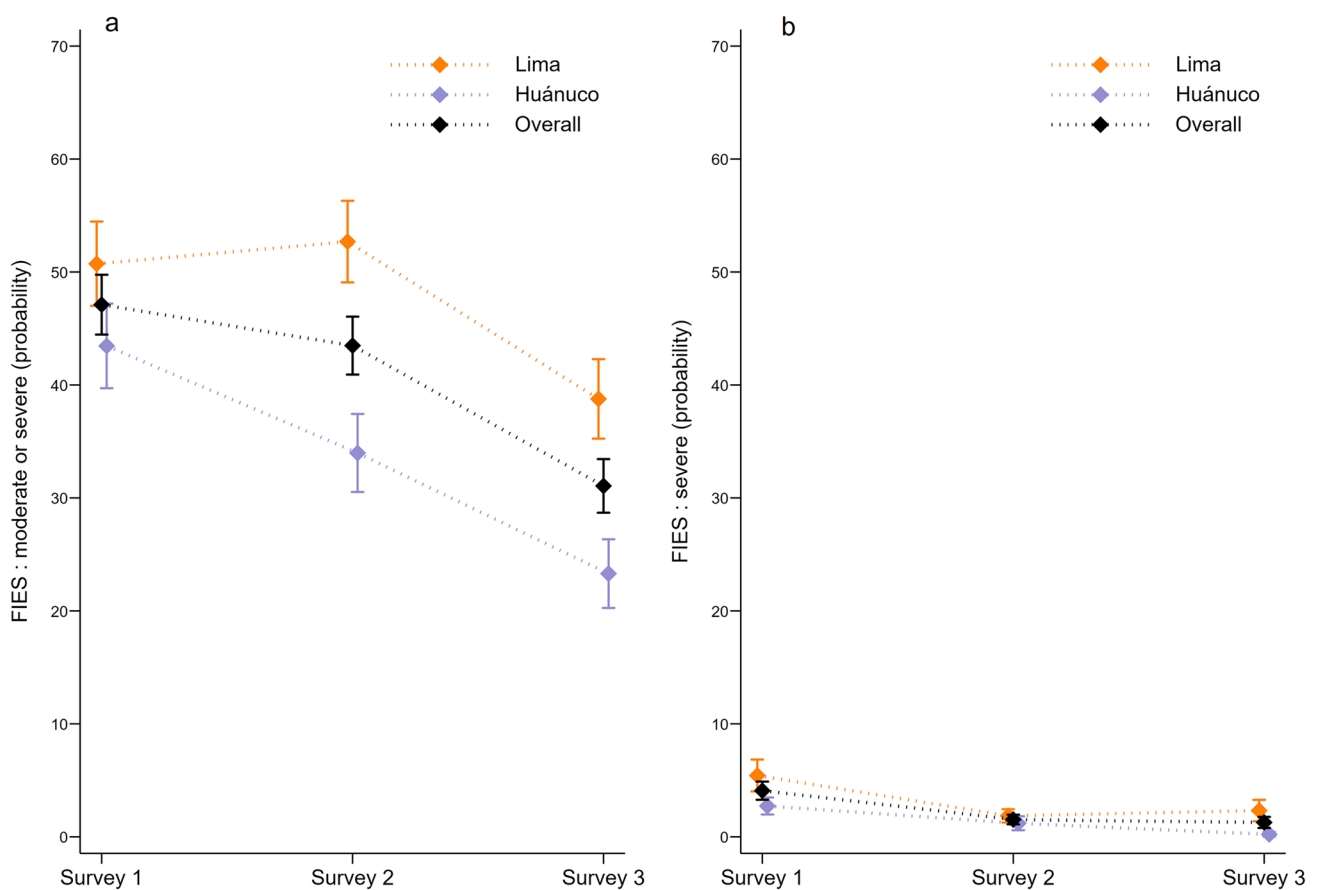 a
70
60
50
40
30
20
10
0
FIES : moderate or severe (probability)
Lima
Huánuco
Overall
Survey 1
Survey 2
Survey 3
b
70
60
50
40
30
20
10
0
FIES : severe (probability)
Lima
Huánuco
Overall
Survey 1
Survey 2
Survey 3